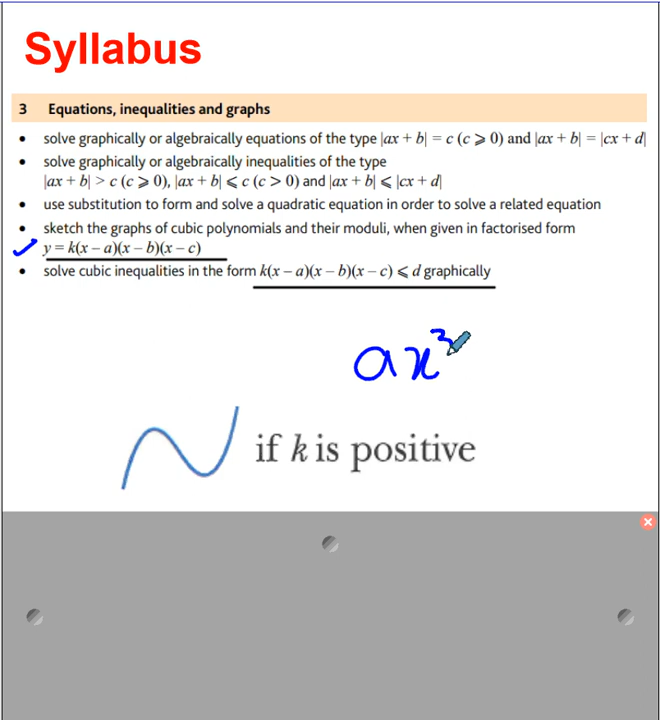 Syllabus
3 Equations, inequalities and graphs
• solve graphically or algebraically equations of the type |ax + b| = c (c ⩾ 0) and |ax + b| = |cx + d|
• solve graphically or algebraically inequalities of the type
|ax + b| > c (c ⩾ 0), |ax + b| ⩽ c (c > 0) and |ax + b| ⩽ |cx + d|
• use substitution to form and solve a quadratic equation in order to solve a related equation
• sketch the graphs of cubic polynomials and their moduli, when given in factorised form
y = k(x – a)(x – b)(x – c)
• solve cubic inequalities in the form k(x – a)(x – b)(x – c) ⩽ d graphically
ax³
if k is positive